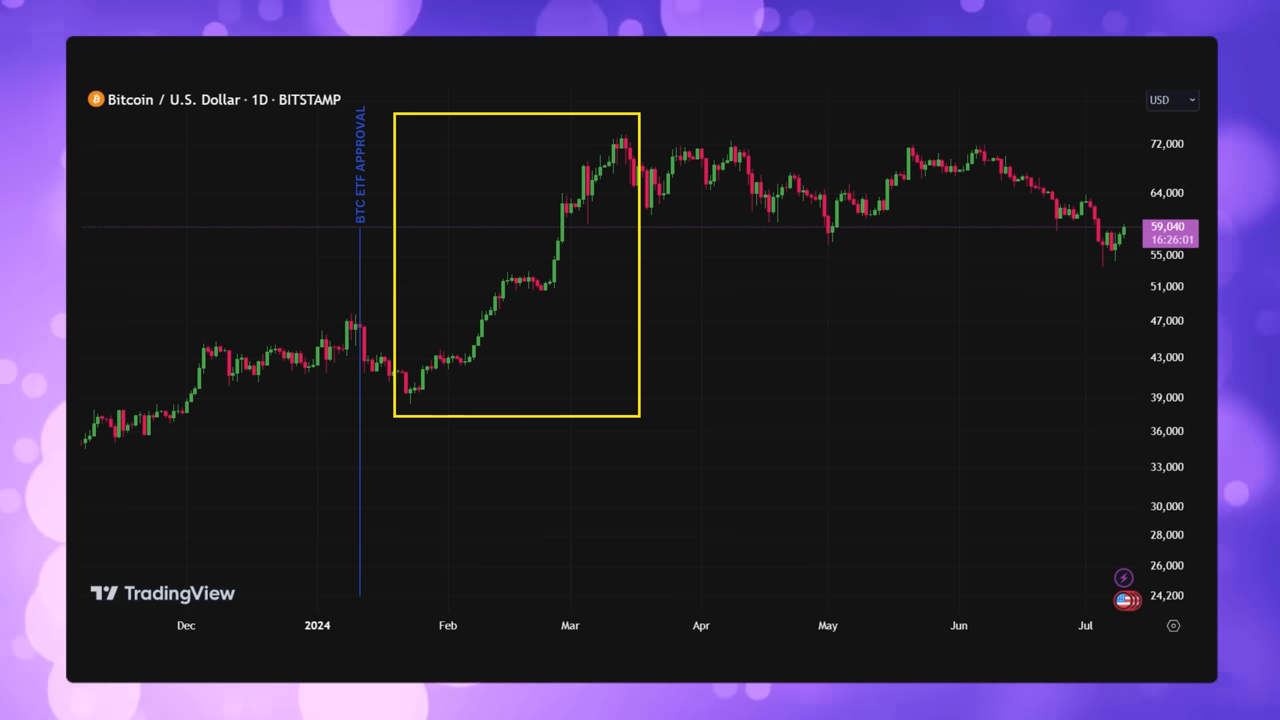 Bitcoin / U.S. Dollar · 1D · BITSTAMP
USD
BTC ETF APPROVAL
72,000
64,000
59,040
16:26:01
55,000
51,000
47,000
43,000
39,000
36,000
33,000
30,000
28,000
26,000
24,200
TradingView
Dec
2024
Feb
Mar
Apr
May
Jun
Jul